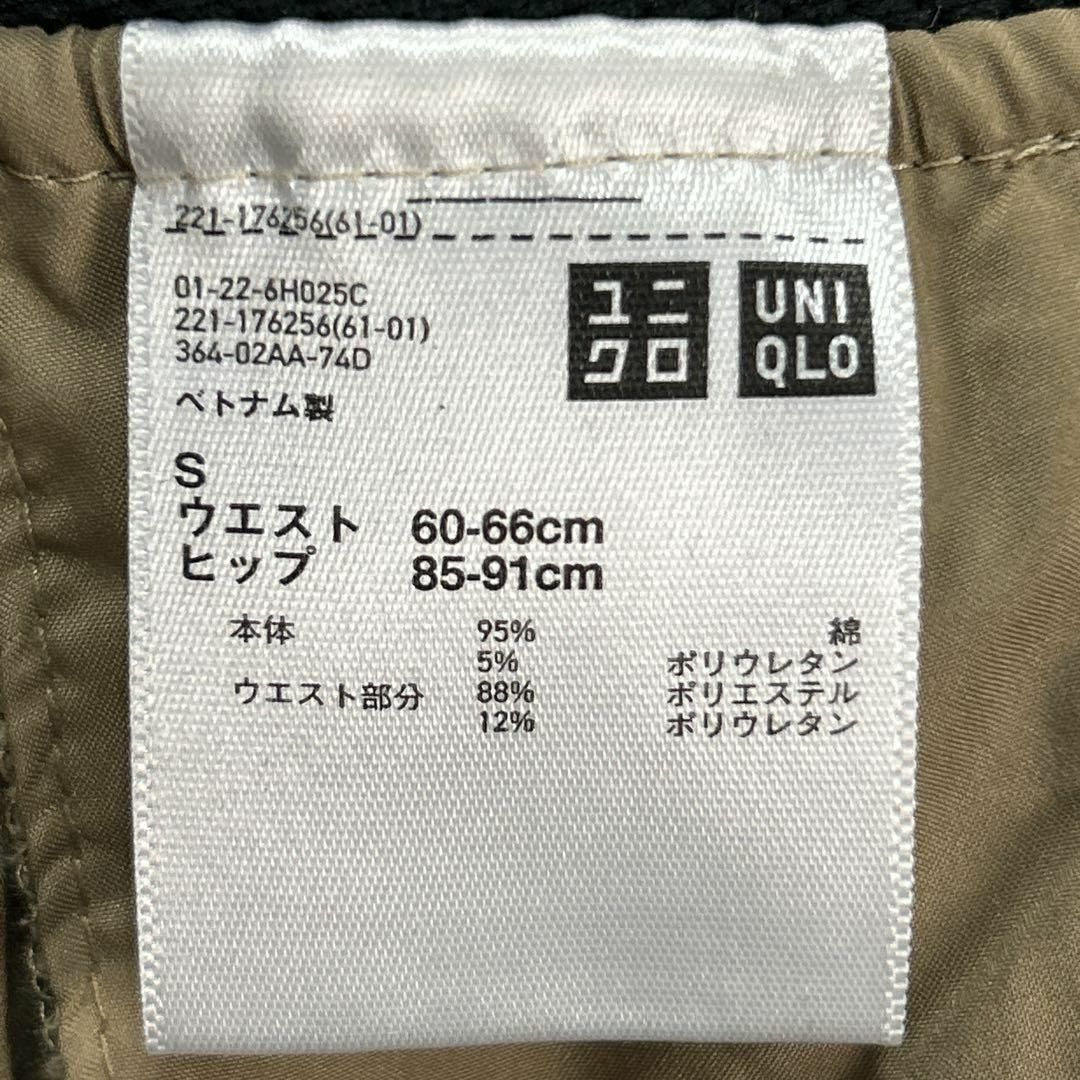 221-176256(61-01)
01-22-6H025C
221-176256(61-01)
364-02AA-74D
ベトナム製
ユニ
クロ
UNI
QLO
S
ウエスト 60-66cm
ヒップ 85-91cm
本体 95% 綿
5% ポリウレタン
ウエスト部分 88% ポリエステル
12% ポリウレタン